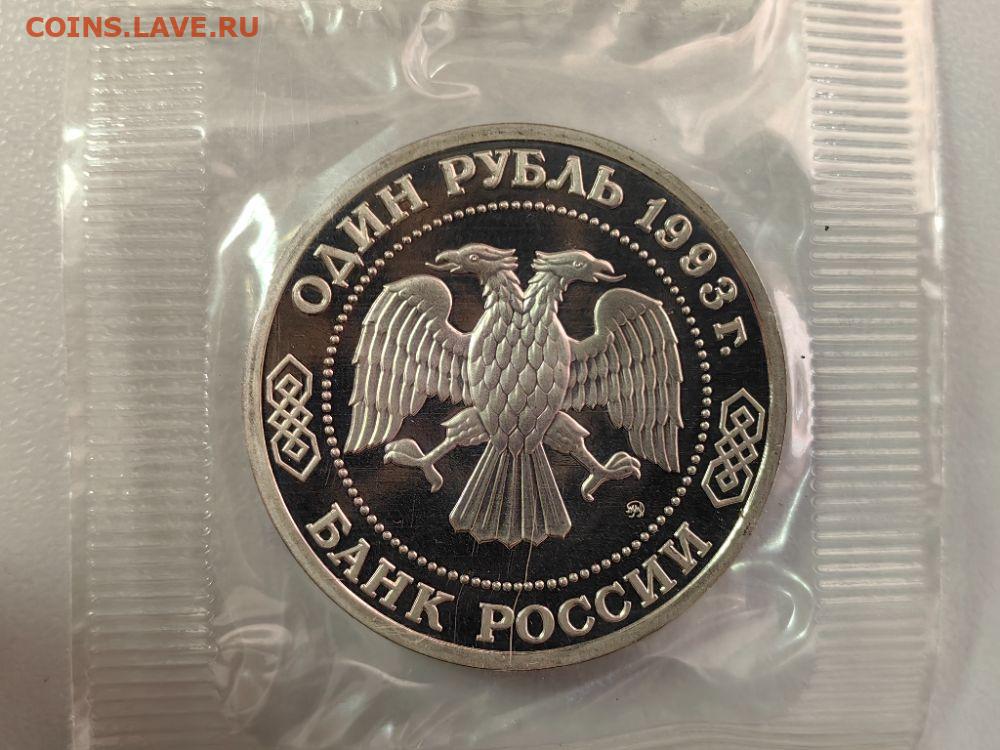 COINS.LAVE.RU
ОДИН РУБЛЬ 1993 г.
БАНК РОССИИ